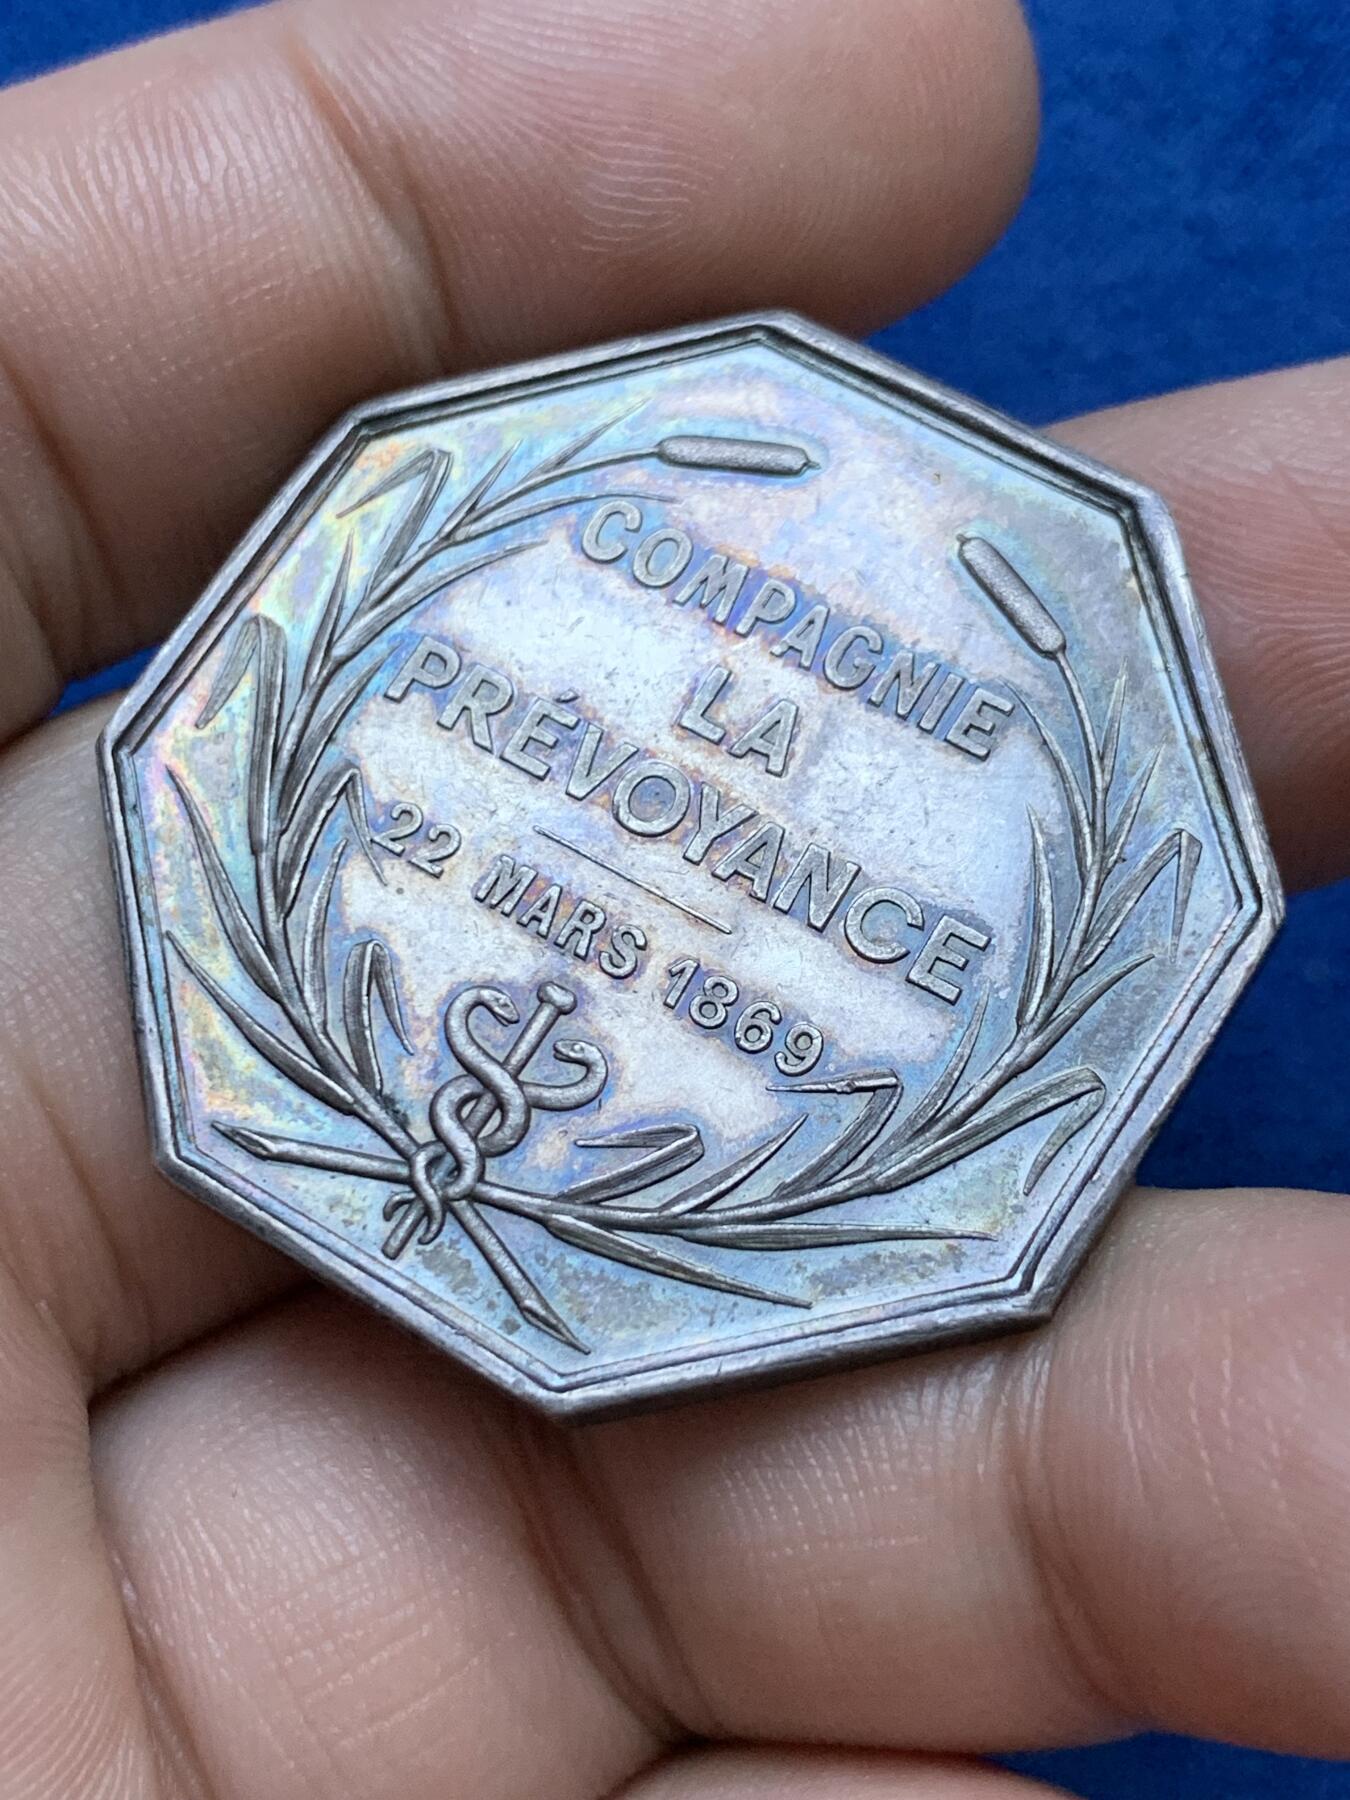 COMPAGNIE
LA
PRÉVOYANCE
22 MARS 1869